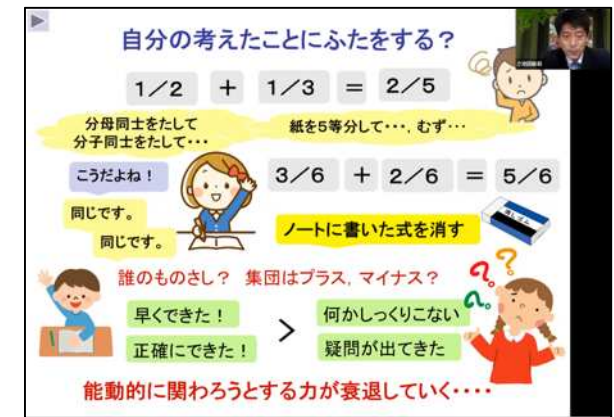 自分の考えたことにふたをする？
1／2 ＋ 1／3 ＝ 2／5
分母同士をたして
分子同士をたして・・・
紙を5等分して・・・，むず・・・
こうだよね！
3／6 ＋ 2／6 ＝ 5／6
同じです。
同じです。
ノートに書いた式を消す
誰のものさし？ 集団はプラス，マイナス？
早くできた！
＞
何かしっくりこない
正確にできた！
疑問が出てきた
能動的に関わろうとする力が衰退していく・・・・